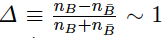 Δ ≡ (n_B − n_B̄)/(n_B + n_B̄) ∼ 1